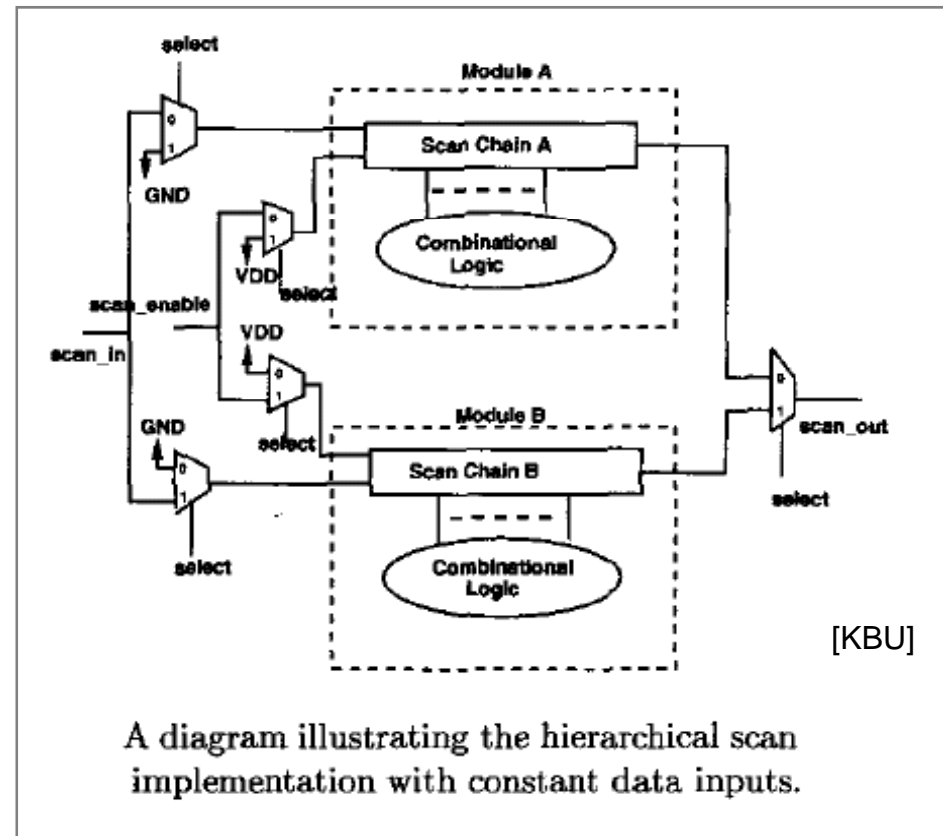 select
Module A
0
1
Scan Chain A
GND
0
1
Combinational
Logic
VDD
select
scan_enable
VDD
scan_in
0
1
0
1
select
Module B
scan_out
GND
0
1
Scan Chain B
select
select
Combinational
Logic
[KBU]
A diagram illustrating the hierarchical scan
implementation with constant data inputs.